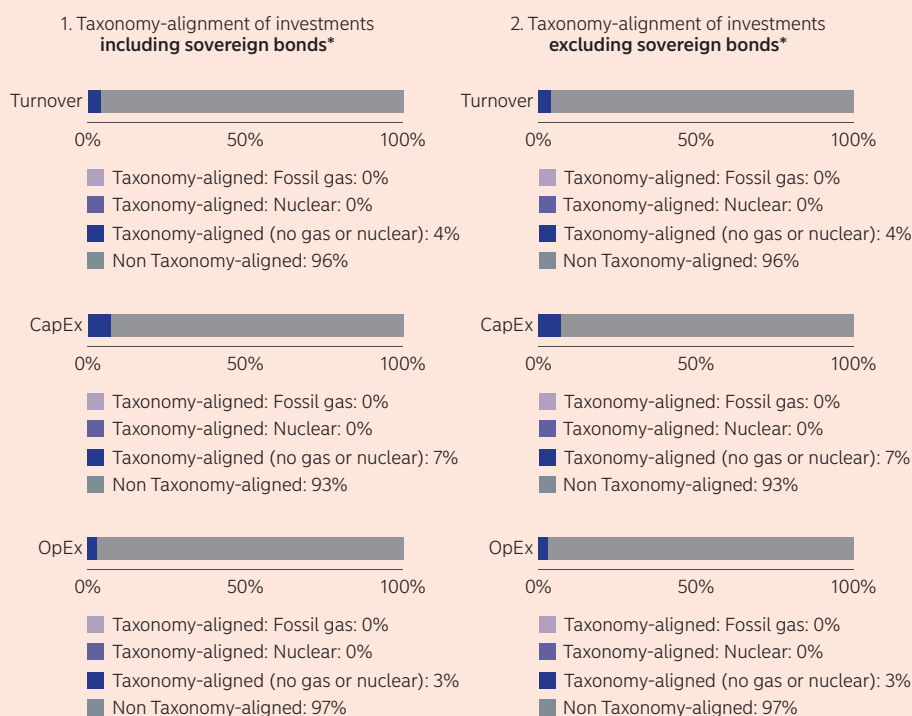 1. Taxonomy-alignment of investments
including sovereign bonds*
Turnover
0% 50% 100%
Taxonomy-aligned: Fossil gas: 0%
Taxonomy-aligned: Nuclear: 0%
Taxonomy-aligned (no gas or nuclear): 4%
Non Taxonomy-aligned: 96%
CapEx
0% 50% 100%
Taxonomy-aligned: Fossil gas: 0%
Taxonomy-aligned: Nuclear: 0%
Taxonomy-aligned (no gas or nuclear): 7%
Non Taxonomy-aligned: 93%
OpEx
0% 50% 100%
Taxonomy-aligned: Fossil gas: 0%
Taxonomy-aligned: Nuclear: 0%
Taxonomy-aligned (no gas or nuclear): 3%
Non Taxonomy-aligned: 97%
2. Taxonomy-alignment of investments
excluding sovereign bonds*
Turnover
0% 50% 100%
Taxonomy-aligned: Fossil gas: 0%
Taxonomy-aligned: Nuclear: 0%
Taxonomy-aligned (no gas or nuclear): 4%
Non Taxonomy-aligned: 96%
CapEx
0% 50% 100%
Taxonomy-aligned: Fossil gas: 0%
Taxonomy-aligned: Nuclear: 0%
Taxonomy-aligned (no gas or nuclear): 7%
Non Taxonomy-aligned: 93%
OpEx
0% 50% 100%
Taxonomy-aligned: Fossil gas: 0%
Taxonomy-aligned: Nuclear: 0%
Taxonomy-aligned (no gas or nuclear): 3%
Non Taxonomy-aligned: 97%